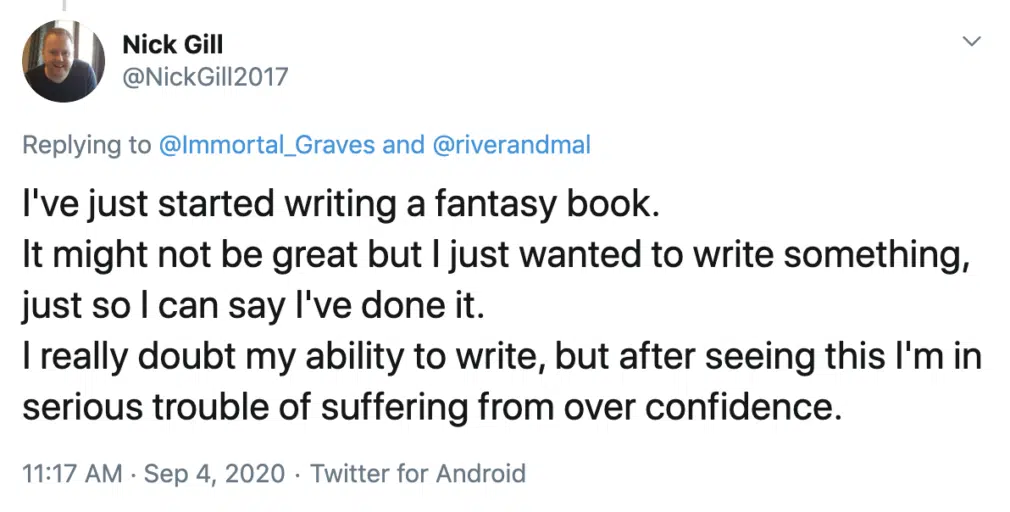 Nick Gill
@NickGill2017
Replying to @Immortal_Graves and @riverandmal
I've just started writing a fantasy book.
It might not be great but I just wanted to write something,
just so I can say I've done it.
I really doubt my ability to write, but after seeing this I'm in
serious trouble of suffering from over confidence.
11:17 AM · Sep 4, 2020 · Twitter for Android